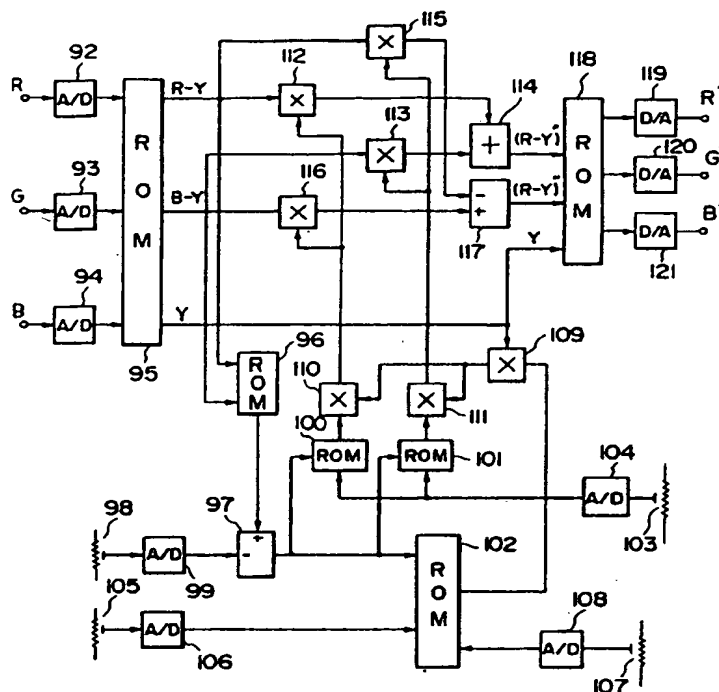 115
92
112
118
119
R
A/D
R-Y
×
×
114
D/A
R'
93
113
(R-Y)"
120
R
O
M
116
×
+
R
O
M
G
A/D
B-Y
×
(R-Y)"
D/A
G'
94
-
+
117
121
B
A/D
Y
Y
D/A
B'
95
96
R
O
M
110
×
109
×
111
×
100
ROM
ROM
101
104
A/D
103
98
97
+
-
102
A/D
99
R
O
M
105
108
A/D
106
A/D
107